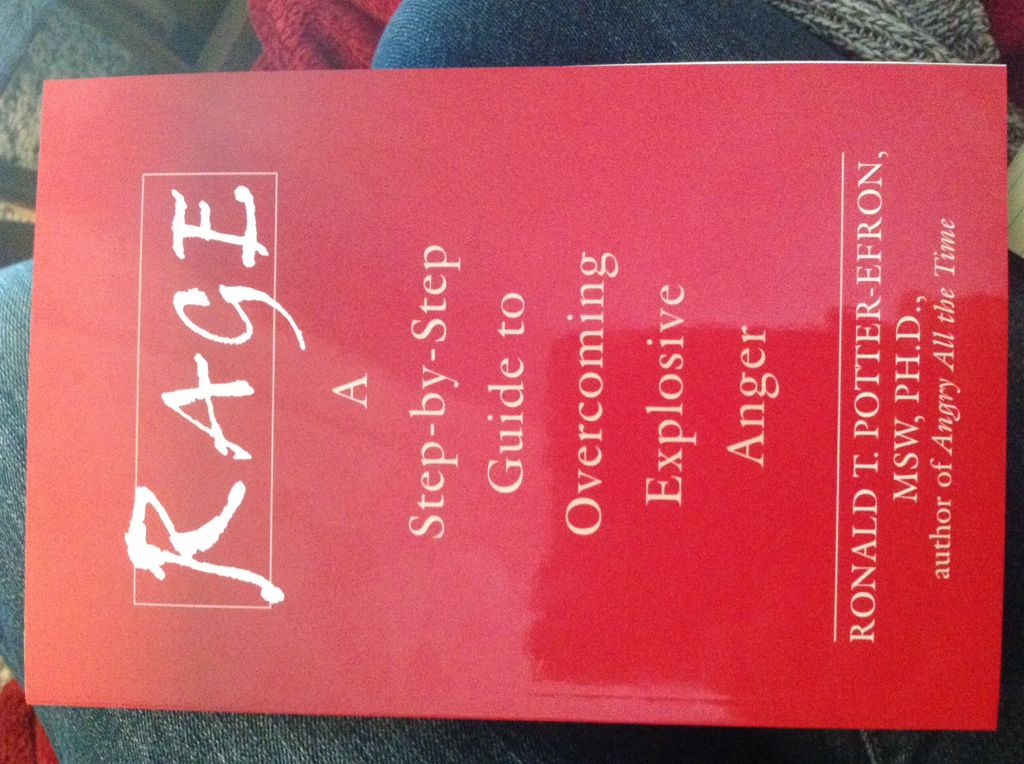 RAGE
A
Step-by-Step
Guide to
Overcoming
Explosive
Anger
RONALD T. POTTER-EFRON,
MSW, PH.D.,
author of Angry All the Time